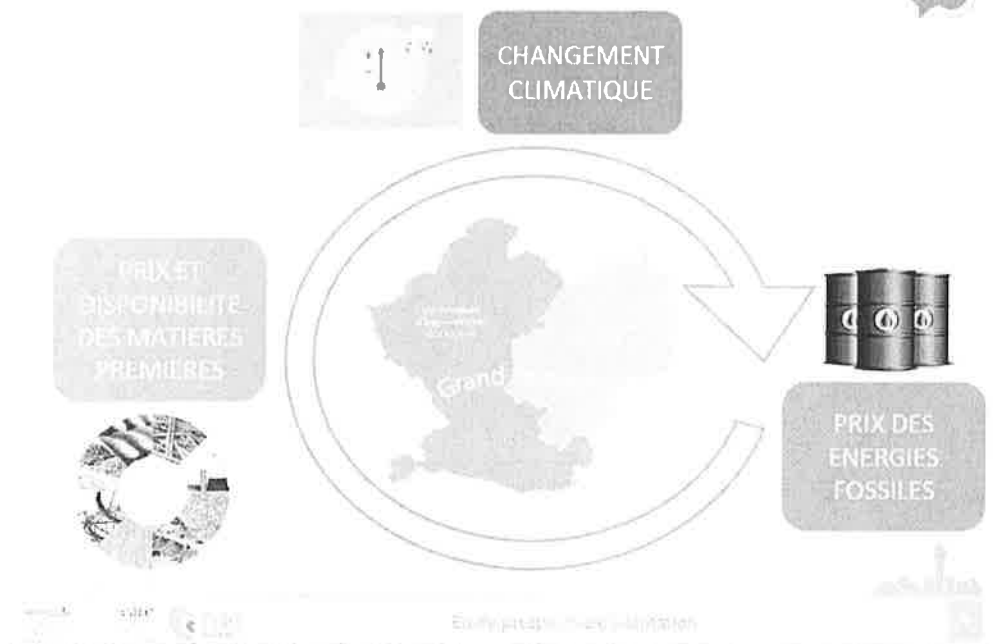 CHANGEMENT
CLIMATIQUE
PRIX ET
DISPONIBILITE
DES MATIERES
PREMIERES
Grand
PRIX DES
ENERGIES
FOSSILES